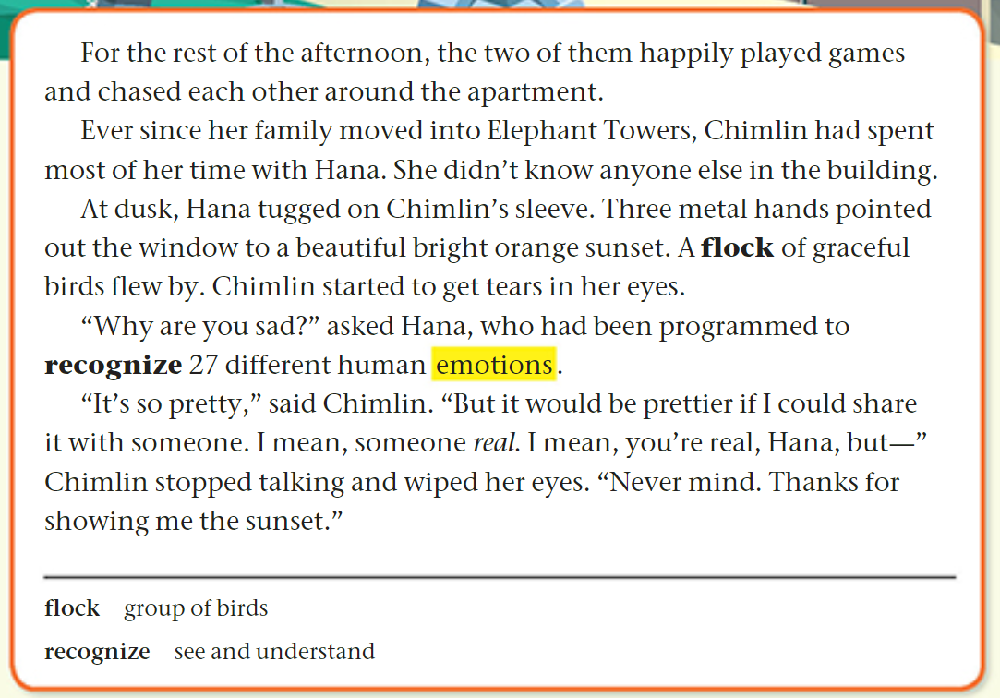 For the rest of the afternoon, the two of them happily played games
and chased each other around the apartment.
Ever since her family moved into Elephant Towers, Chimlin had spent
most of her time with Hana. She didn’t know anyone else in the building.
At dusk, Hana tugged on Chimlin’s sleeve. Three metal hands pointed
out the window to a beautiful bright orange sunset. A flock of graceful
birds flew by. Chimlin started to get tears in her eyes.
“Why are you sad?” asked Hana, who had been programmed to
recognize 27 different human emotions.
“It’s so pretty,” said Chimlin. “But it would be prettier if I could share
it with someone. I mean, someone real. I mean, you’re real, Hana, but—”
Chimlin stopped talking and wiped her eyes. “Never mind. Thanks for
showing me the sunset.”
flock group of birds
recognize see and understand